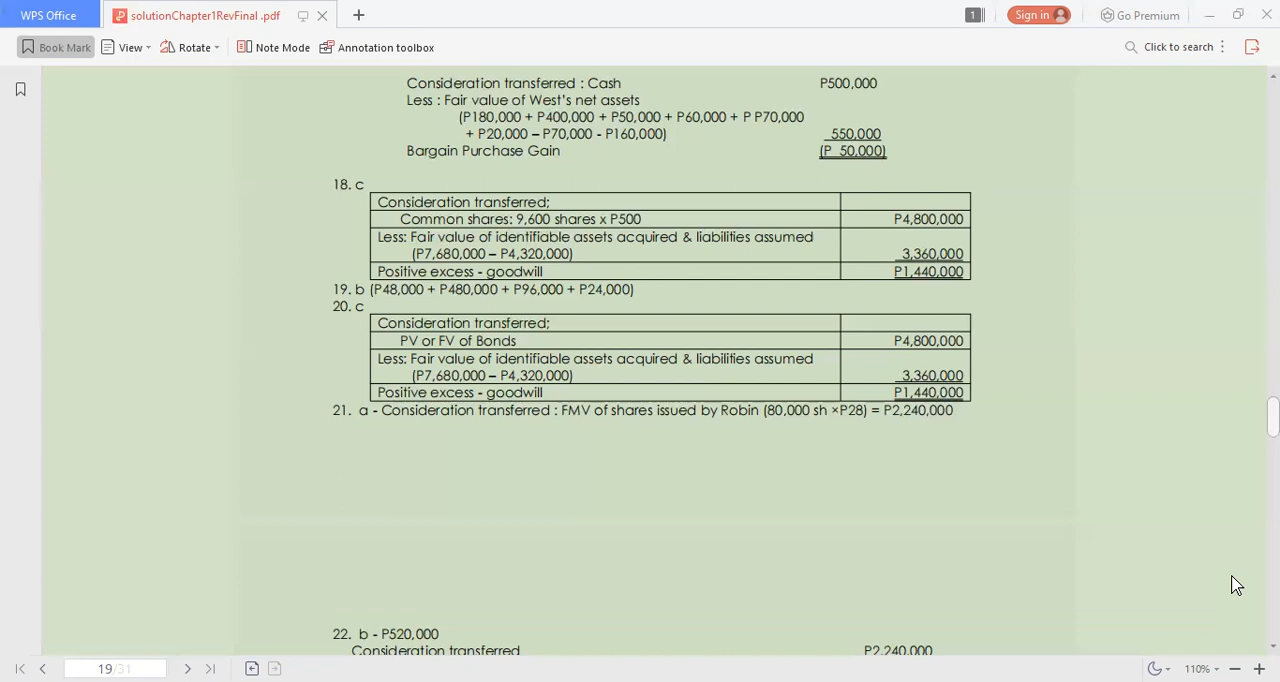 WPS Office
solutionChapter1RevFinal .pdf
1
Sign in
Go Premium
Book Mark
View
Rotate
Note Mode
Annotation toolbox
Click to search
Consideration transferred : Cash P500,000
Less : Fair value of West's net assets
(P180,000 + P400,000 + P50,000 + P60,000 + P P70,000
+ P20,000 – P70,000 - P160,000) 550,000
Bargain Purchase Gain (P 50,000)
18. c
Consideration transferred;
Common shares: 9,600 shares x P500 P4,800,000
Less: Fair value of identifiable assets acquired & liabilities assumed
(P7,680,000 – P4,320,000) 3,360,000
Positive excess - goodwill P1,440,000
19. b (P48,000 + P480,000 + P96,000 + P24,000)
20. c
Consideration transferred;
PV or FV of Bonds P4,800,000
Less: Fair value of identifiable assets acquired & liabilities assumed
(P7,680,000 – P4,320,000) 3,360,000
Positive excess - goodwill P1,440,000
21. a - Consideration transferred : FMV of shares issued by Robin (80,000 sh ×P28) = P2,240,000
22. b - P520,000
Consideration transferred P2,240,000
19/31
110%